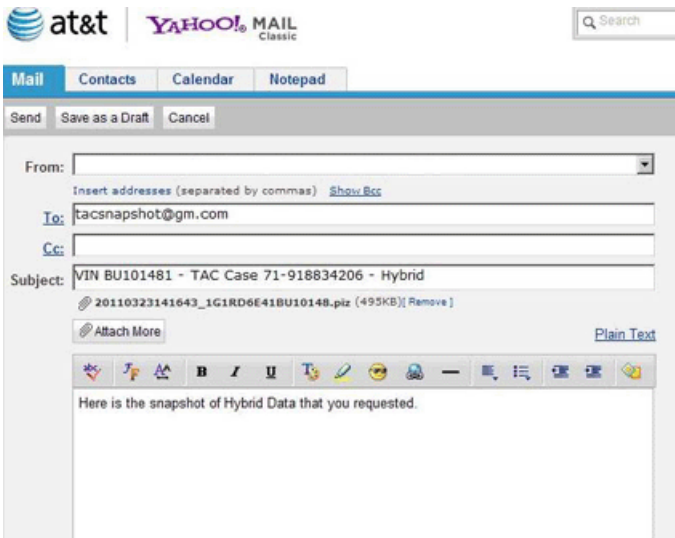 at&t YAHOO! MAIL
Classic
Search
Mail Contacts Calendar Notepad
Send Save as a Draft Cancel
From:
Insert addresses (separated by commas) Show Bcc
To: tacsnapshot@gm.com
Cc:
Subject: VIN BU101481 - TAC Case 71-918834206 - Hybrid
20110323141643_1G1RD6E41BU10148.piz (495KB)[ Remove ]
Attach More
Plain Text
B I U
Here is the snapshot of Hybrid Data that you requested.